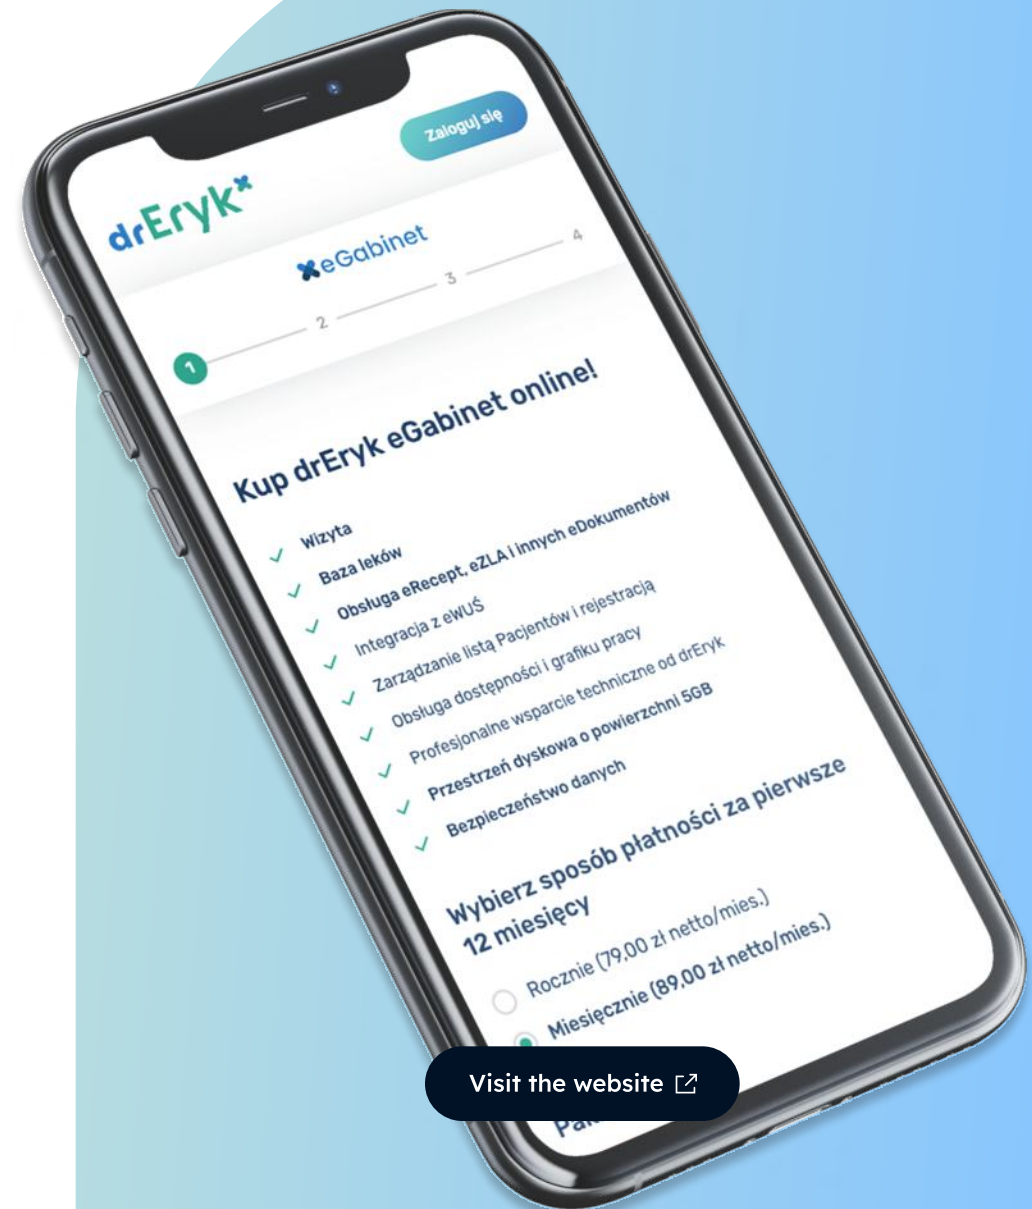 Zaloguj się
drEryk
eGabinet
1 2 3 4
Kup drEryk eGabinet online!
Wizyta
Baza leków
Obsługa eRecept, eZLA i innych eDokumentów
Integracja z eWUŚ
Zarządzanie listą Pacjentów i rejestracją
Obsługa dostępności i grafiku pracy
Profesjonalne wsparcie techniczne od drEryk
Przestrzeń dyskowa o powierzchni 5GB
Bezpieczeństwo danych
Wybierz sposób płatności za pierwsze
12 miesięcy
Rocznie (79,00 zł netto/mies.)
Miesięcznie (89,00 zł netto/mies.)
Visit the website